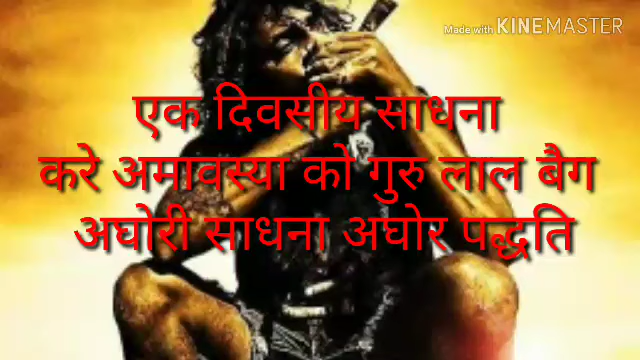 Made with KINEMASTER
एक दिवसीय साधना
करे अमावस्या को गुरु लाल बैग
अघोरी साधना अघोर पद्धति